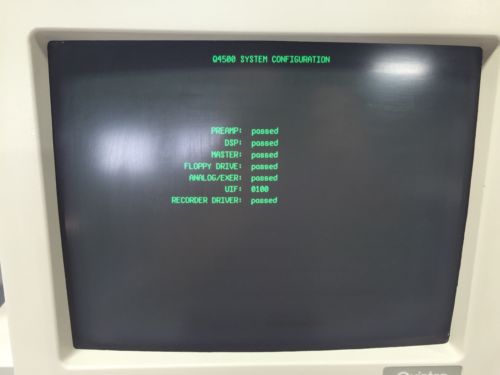 Q4500 SYSTEM CONFIGURATION
PREAMP: passed
DSP: passed
MASTER: passed
FLOPPY DRIVE: passed
ANALOG/EXER: passed
UIF: 0100
RECORDER DRIVER: passed